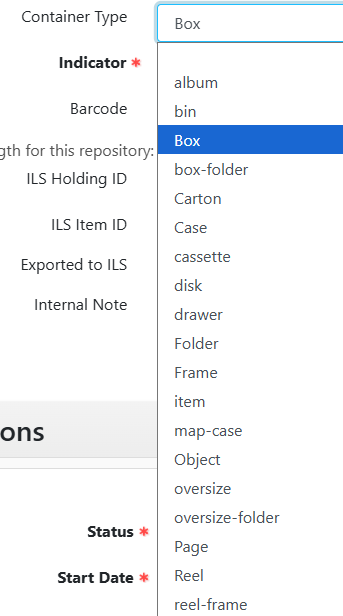 Container Type
Box
Indicator *
album
Barcode
bin
Box
gth for this repository:
box-folder
ILS Holding ID
Carton
ILS Item ID
Case
Exported to ILS
cassette
disk
Internal Note
drawer
Folder
Frame
item
ons
map-case
Object
oversize
Status *
oversize-folder
Page
Start Date *
Reel
reel-frame